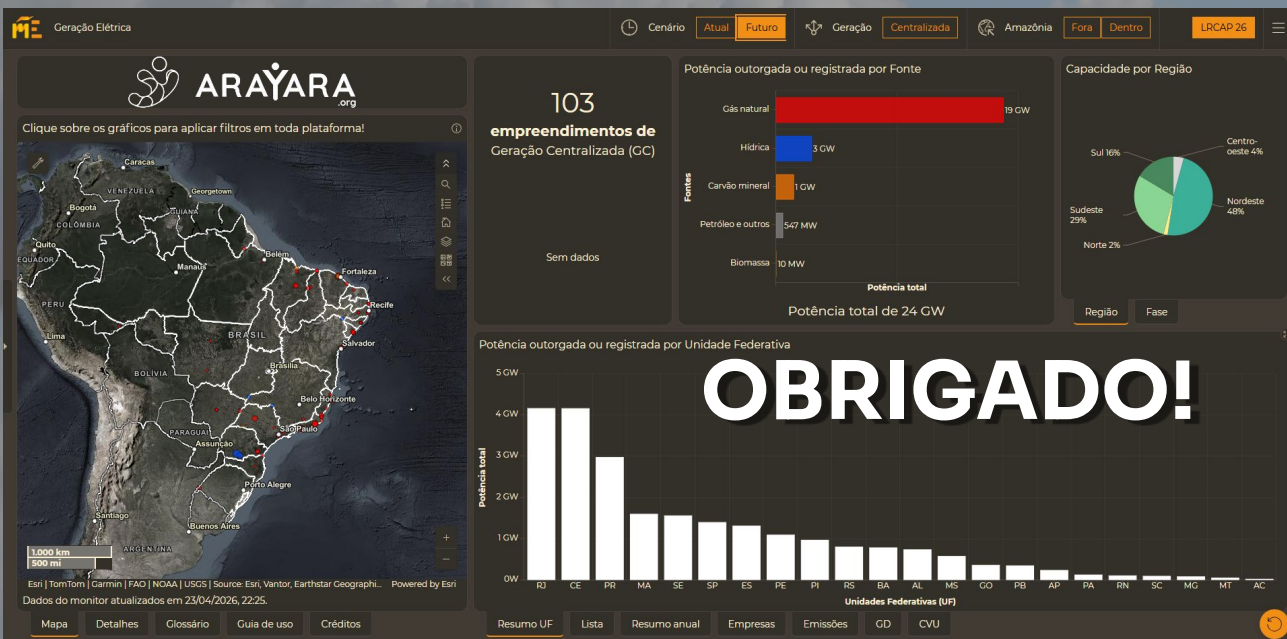 Geração Elétrica
Cenário
Atual
Futuro
Geração
Centralizada
Amazônia
Fora
Dentro
LRCAP 26
ARAYARA
.org
Clique sobre os gráficos para aplicar filtros em toda plataforma!
Caracas
VENEZUELA
Georgetown
Bogotá
GUIANA
COLÔMBIA
Quito
EQUADOR
Belém
Manaus
Fortaleza
PERU
Recife
Lima
BRASIL
Salvador
Brasília
BOLÍVIA
Belo Horizonte
PARAGUAI
São Paulo
Assunção
Porto Alegre
Santiago
Buenos Aires
ARGENTINA
1.000 km
500 mi
Esri | TomTom | Garmin | FAO | NOAA | USGS | Source: Esri, Vantor, Earthstar Geographi... Powered by Esri
Dados do monitor atualizados em 23/04/2026, 22:25.
Mapa
Detalhes
Glossário
Guia de uso
Créditos
103
empreendimentos de
Geração Centralizada (GC)
Sem dados
Potência outorgada ou registrada por Fonte
Fontes
Gás natural 19 GW
Hídrica 3 GW
Carvão mineral 1 GW
Petróleo e outros 547 MW
Biomassa 10 MW
Potência total
Potência total de 24 GW
Capacidade por Região
Sul 16%
Centro-
oeste 4%
Nordeste
48%
Sudeste
29%
Norte 2%
Região
Fase
Potência outorgada ou registrada por Unidade Federativa
OBRIGADO!
Potência total
5 GW
4 GW
3 GW
2 GW
1 GW
0W
RJ CE PR MA SE SP ES PE PI RS BA AL MS GO PB AP PA RN SC MG MT AC
Unidades Federativas (UF)
Resumo UF
Lista
Resumo anual
Empresas
Emissões
GD
CVU